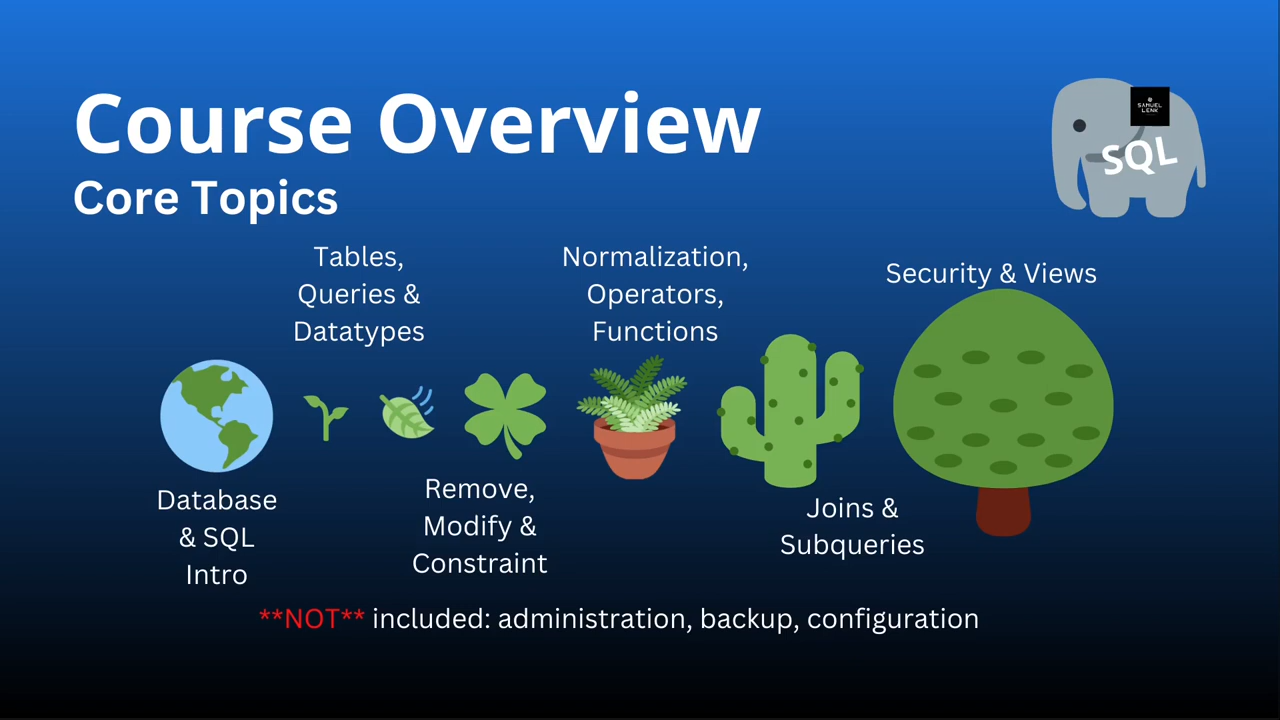 Course Overview
Core Topics
SAMUEL
LENK
SQL
Tables,
Queries &
Datatypes
Normalization,
Operators,
Functions
Security & Views
Database
& SQL
Intro
Remove,
Modify &
Constraint
Joins &
Subqueries
**NOT** included: administration, backup, configuration